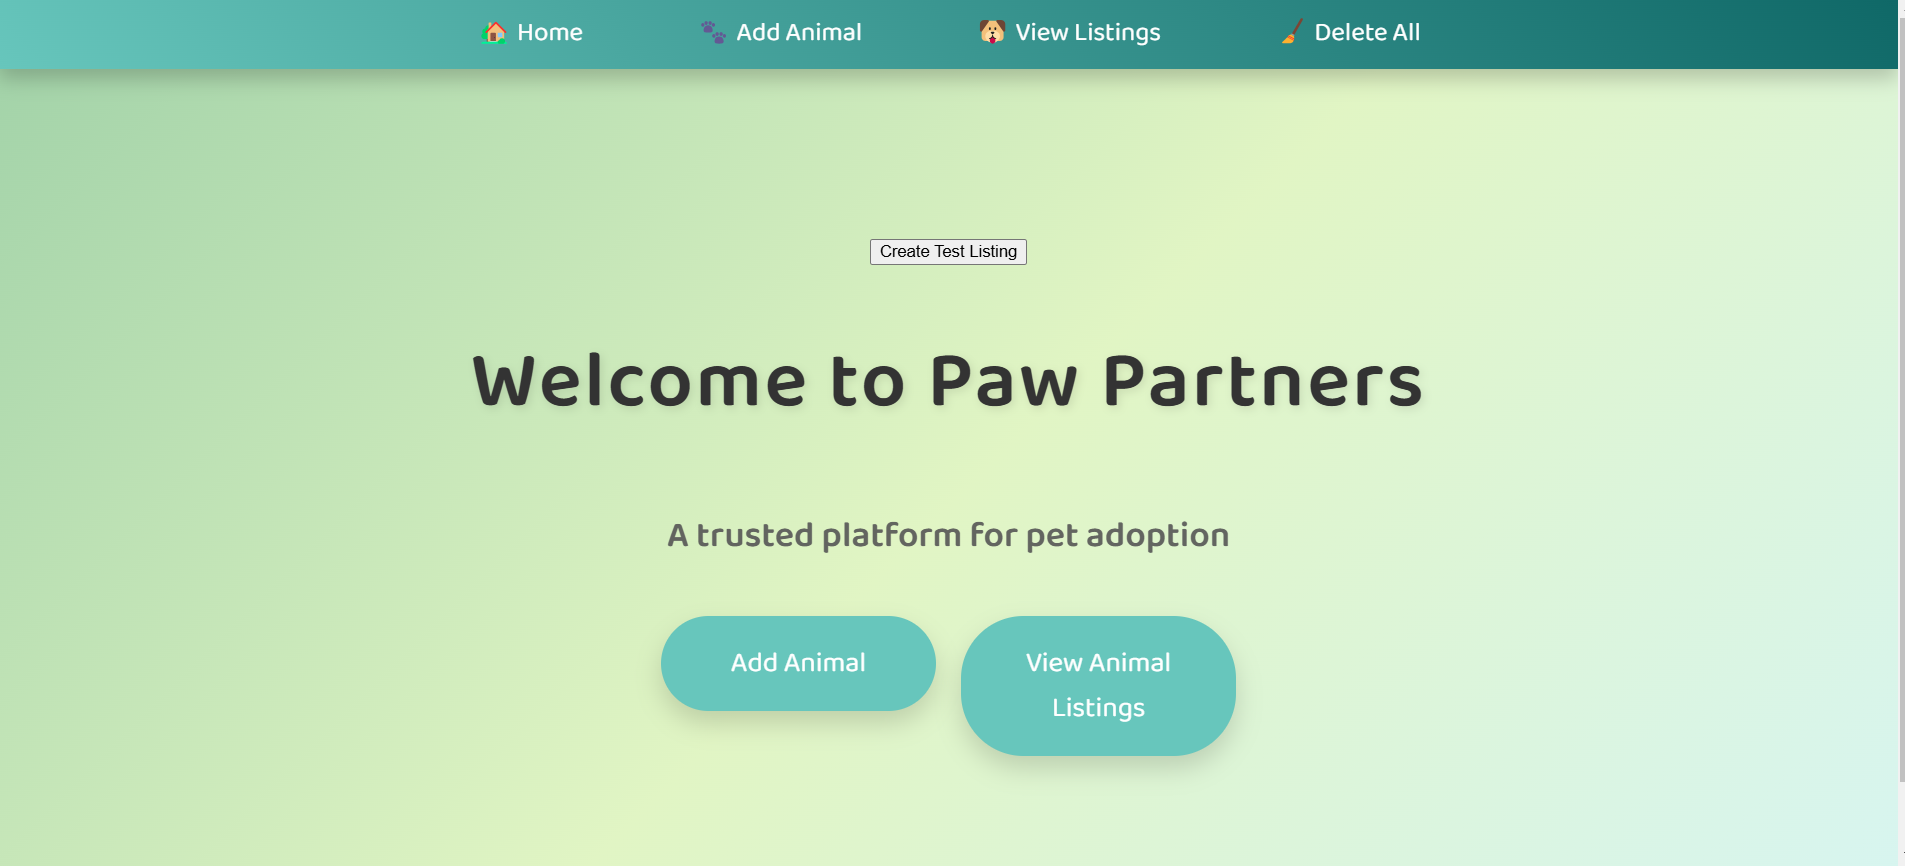 Home Add Animal View Listings Delete All
Create Test Listing
Welcome to Paw Partners
A trusted platform for pet adoption
Add Animal
View Animal
Listings